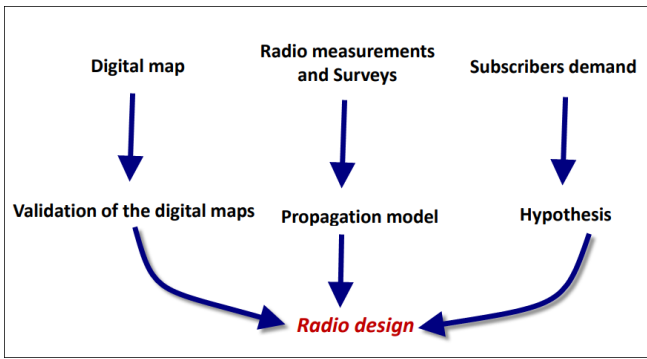 Digital map
Radio measurements
and Surveys
Subscribers demand
Validation of the digital maps
Propagation model
Hypothesis
Radio design